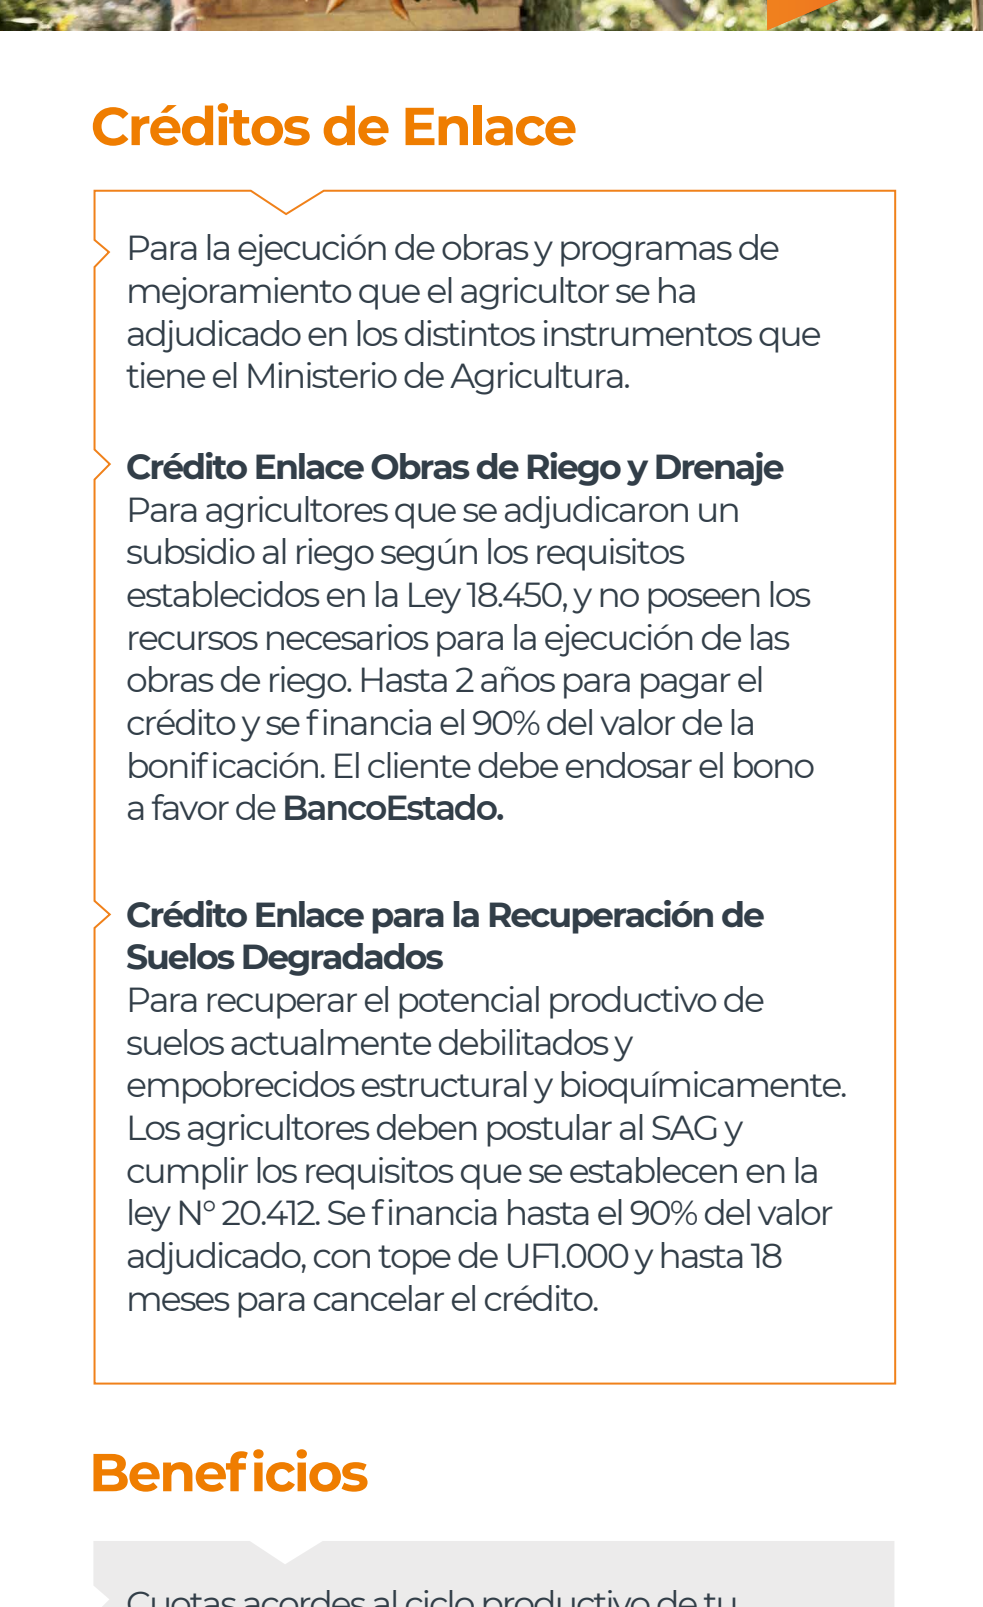 Créditos de Enlace
Para la ejecución de obras y programas de
mejoramiento que el agricultor se ha
adjudicado en los distintos instrumentos que
tiene el Ministerio de Agricultura.
Crédito Enlace Obras de Riego y Drenaje
Para agricultores que se adjudicaron un
subsidio al riego según los requisitos
establecidos en la Ley 18.450, y no poseen los
recursos necesarios para la ejecución de las
obras de riego. Hasta 2 años para pagar el
crédito y se financia el 90% del valor de la
bonificación. El cliente debe endosar el bono
a favor de BancoEstado.
Crédito Enlace para la Recuperación de
Suelos Degradados
Para recuperar el potencial productivo de
suelos actualmente debilitados y
empobrecidos estructural y bioquímicamente.
Los agricultores deben postular al SAG y
cumplir los requisitos que se establecen en la
ley N° 20.412. Se financia hasta el 90% del valor
adjudicado, con tope de UF1.000 y hasta 18
meses para cancelar el crédito.
Beneficios
Cuotas acordes al ciclo productivo de tu